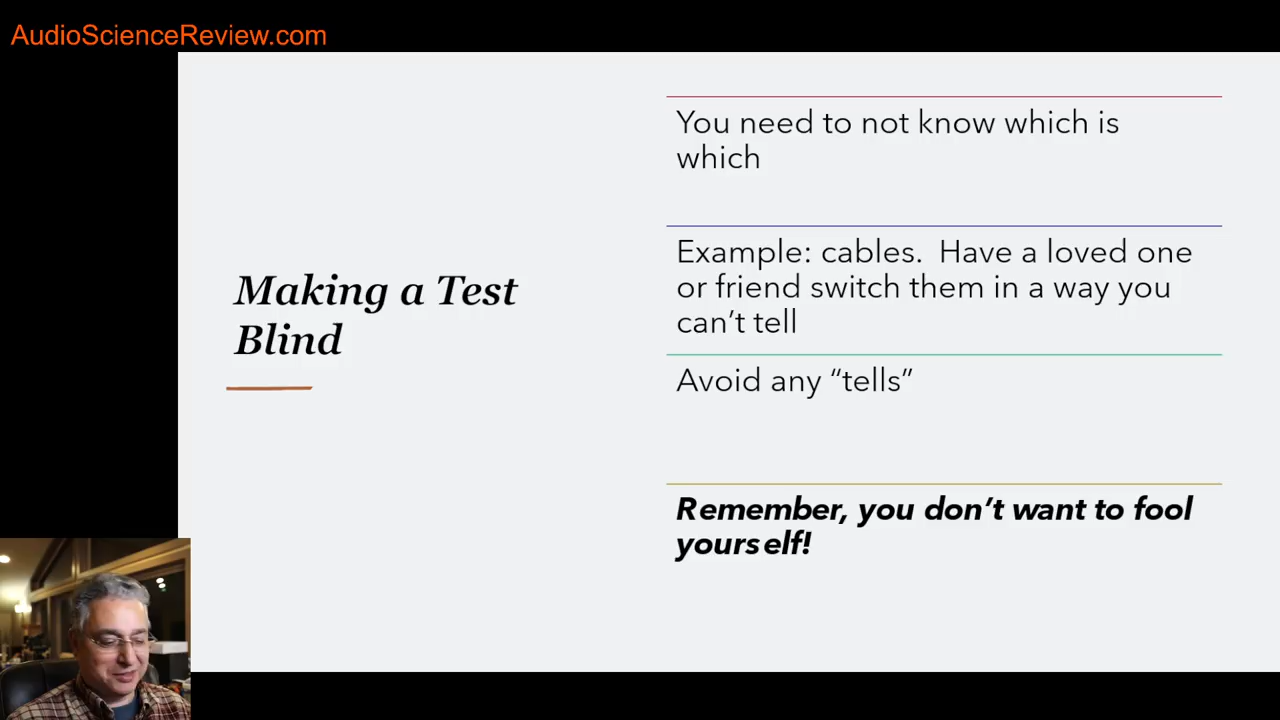 AudioScienceReview.com
Making a Test
Blind
You need to not know which is
which
Example: cables.  Have a loved one
or friend switch them in a way you
can’t tell
Avoid any “tells”
Remember, you don’t want to fool
yourself!